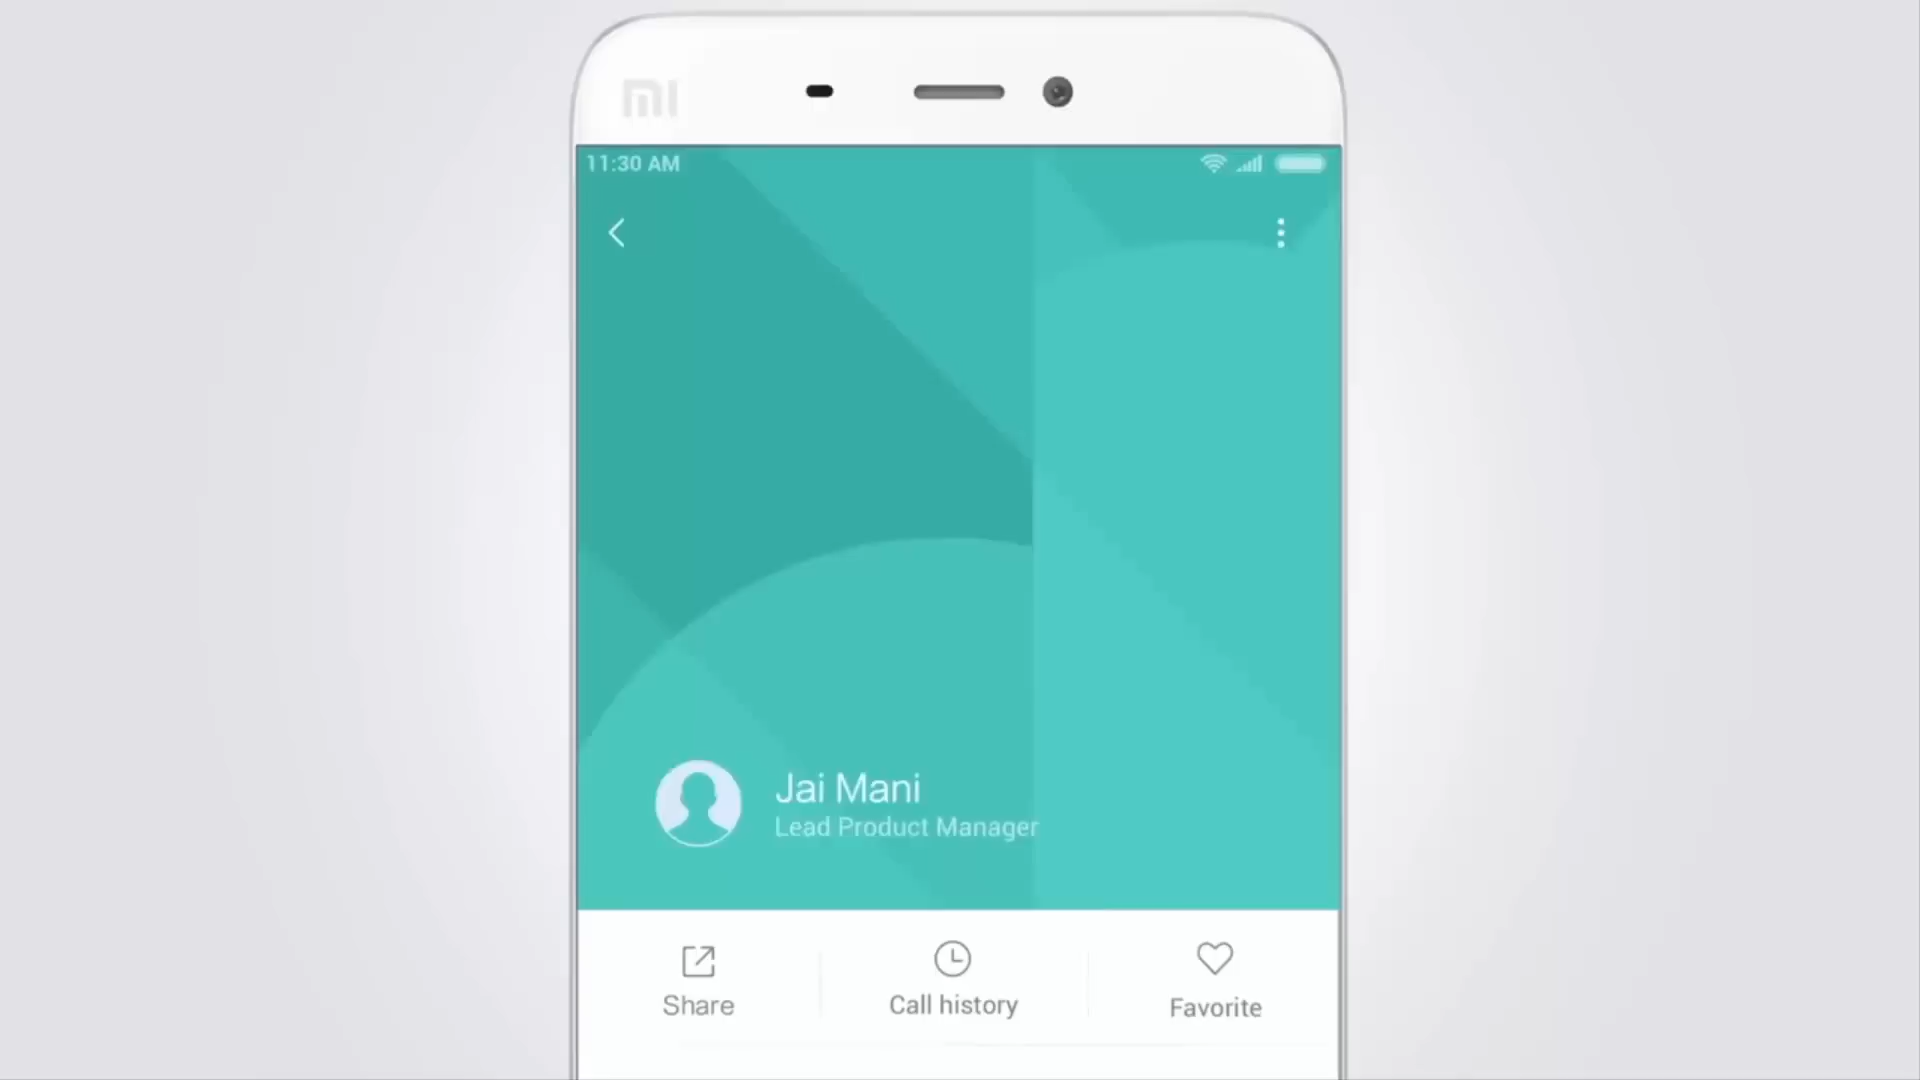 MI
11:30 AM
Jai Mani
Lead Product Manager
Share
Call history
Favorite